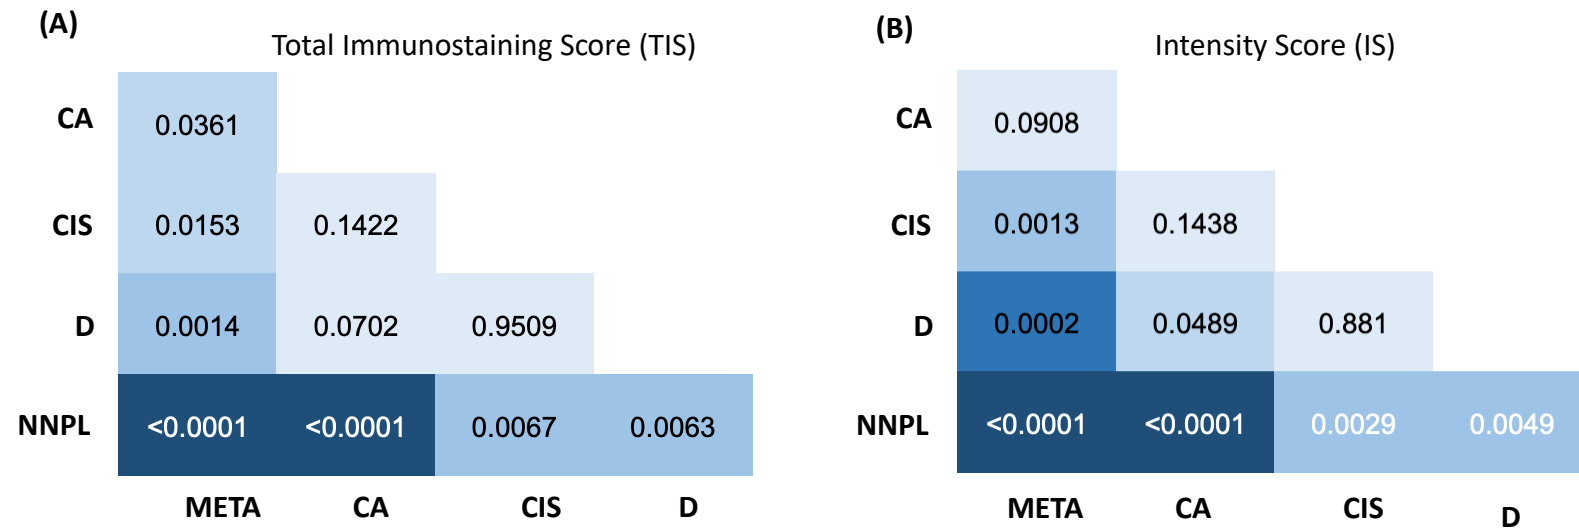 (A)
Total Immunostaining Score (TIS)
CA 0.0361
CIS 0.0153 0.1422
D 0.0014 0.0702 0.9509
NNPL <0.0001 <0.0001 0.0067 0.0063
META CA CIS D
(B)
Intensity Score (IS)
CA 0.0908
CIS 0.0013 0.1438
D 0.0002 0.0489 0.881
NNPL <0.0001 <0.0001 0.0029 0.0049
META CA CIS D